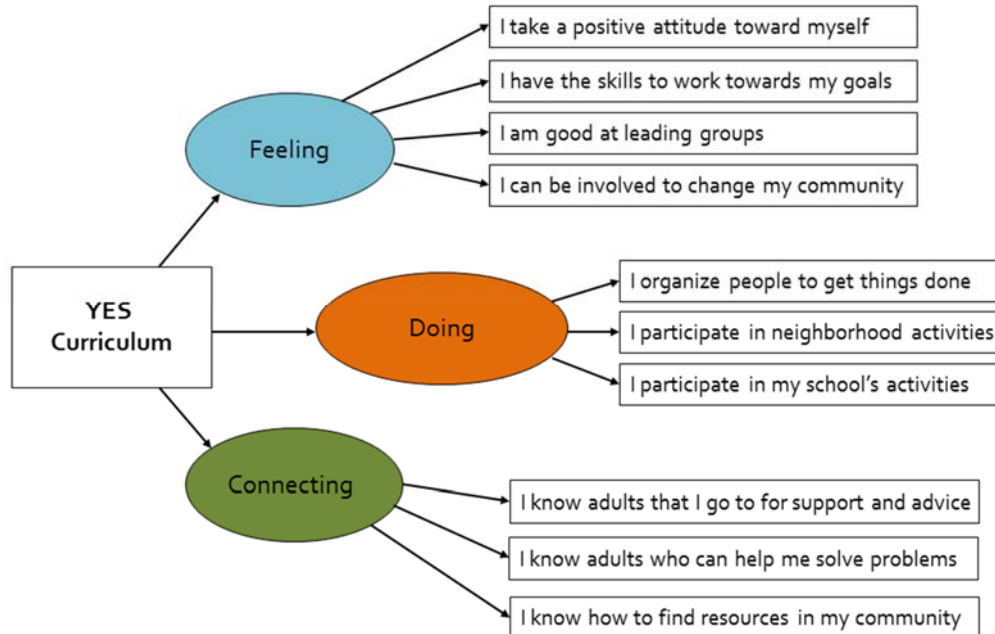 I take a positive attitude toward myself
I have the skills to work towards my goals
I am good at leading groups
I can be involved to change my community
Feeling
YES
Curriculum
Doing
I organize people to get things done
I participate in neighborhood activities
I participate in my school's activities
Connecting
I know adults that I go to for support and advice
I know adults who can help me solve problems
I know how to find resources in my community